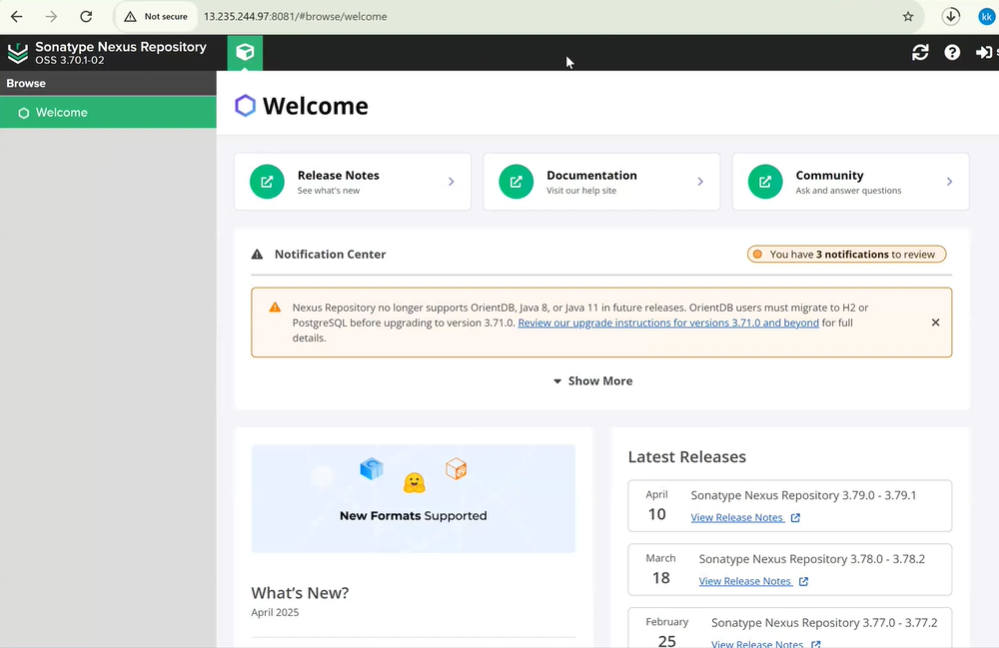 Not secure
13.235.244.97:8081/#browse/welcome
kk
Sonatype Nexus Repository
OSS 3.70.1-02
Browse
Welcome
Welcome
Release Notes
See what's new
Documentation
Visit our help site
Community
Ask and answer questions
Notification Center
You have 3 notifications to review
Nexus Repository no longer supports OrientDB, Java 8, or Java 11 in future releases. OrientDB users must migrate to H2 or
PostgreSQL before upgrading to version 3.71.0. Review our upgrade instructions for versions 3.71.0 and beyond for full
details.
Show More
New Formats Supported
What's New?
April 2025
Latest Releases
April
10
Sonatype Nexus Repository 3.79.0 - 3.79.1
View Release Notes
March
18
Sonatype Nexus Repository 3.78.0 - 3.78.2
View Release Notes
February
25
Sonatype Nexus Repository 3.77.0 - 3.77.2
View Release Notes